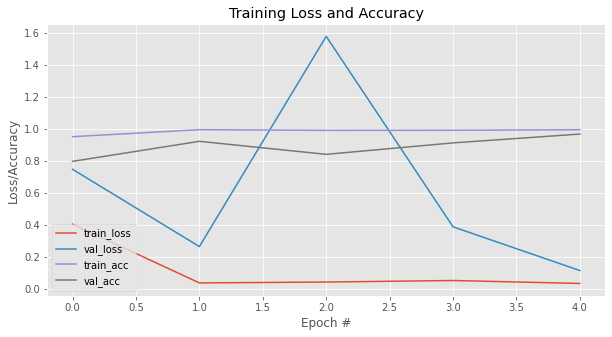 Training Loss and Accuracy
Loss/Accuracy
1.6
1.4
1.2
1.0
0.8
0.6
0.4
0.2
0.0
train_loss
val_loss
train_acc
val_acc
0.0 0.5 1.0 1.5 2.0 2.5 3.0 3.5 4.0
Epoch #